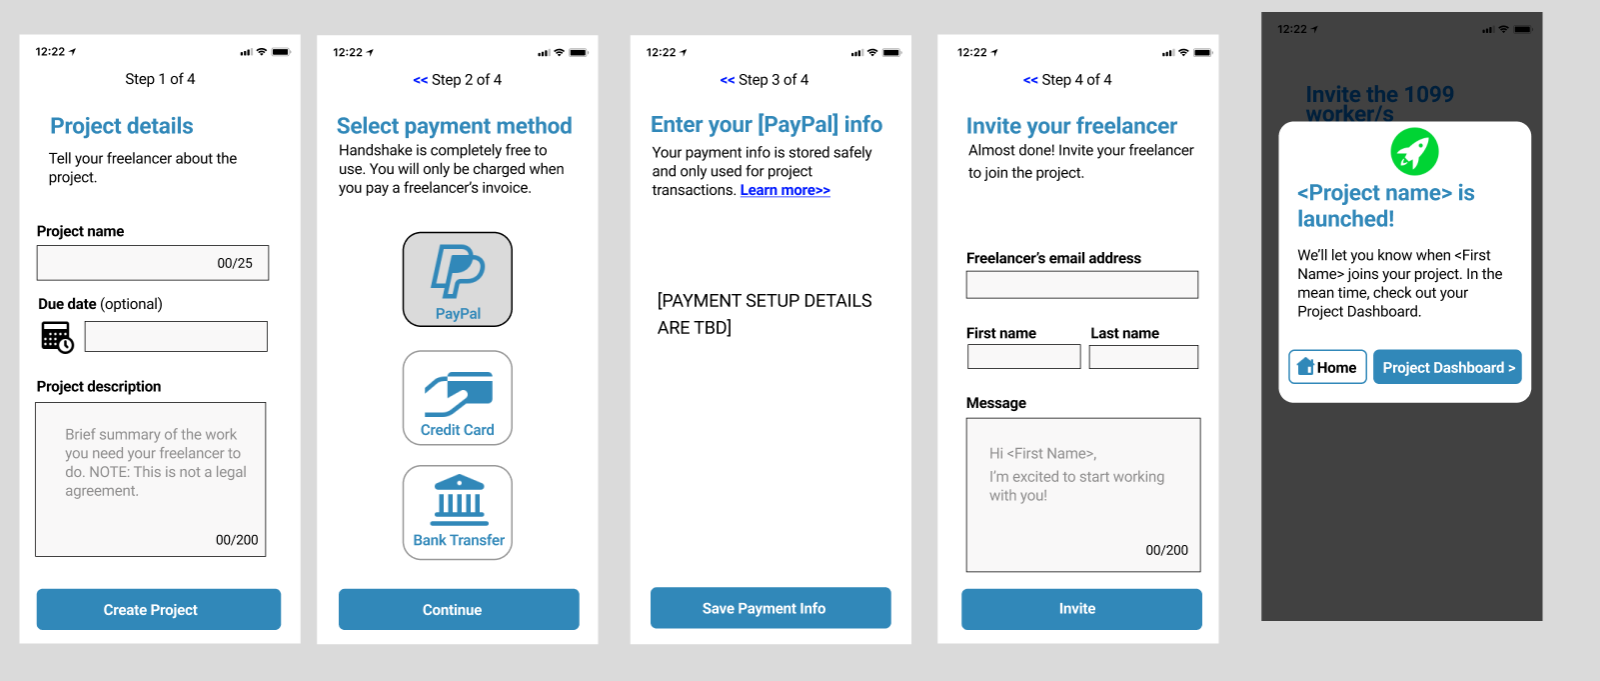 12:22
Step 1 of 4
Project details
Tell your freelancer about the
project.
Project name
00/25
Due date (optional)
Project description
Brief summary of the work
you need your freelancer to
do. NOTE: This is not a legal
agreement.
00/200
Create Project
12:22
<< Step 2 of 4
Select payment method
Handshake is completely free to
use. You will only be charged when
you pay a freelancer's invoice.
PayPal
Credit Card
Bank Transfer
Continue
12:22
<< Step 3 of 4
Enter your [PayPal] info
Your payment info is stored safely
and only used for project
transactions. Learn more>>
[PAYMENT SETUP DETAILS
ARE TBD]
Save Payment Info
12:22
<< Step 4 of 4
Invite your freelancer
Almost done! Invite your freelancer
to join the project.
Freelancer's email address
First name Last name
Message
Hi <First Name>,
I'm excited to start working
with you!
00/200
Invite
12:22
Invite the 1099
worker/s
<Project name> is
launched!
We'll let you know when <First
Name> joins your project. In the
mean time, check out your
Project Dashboard.
Home Project Dashboard >